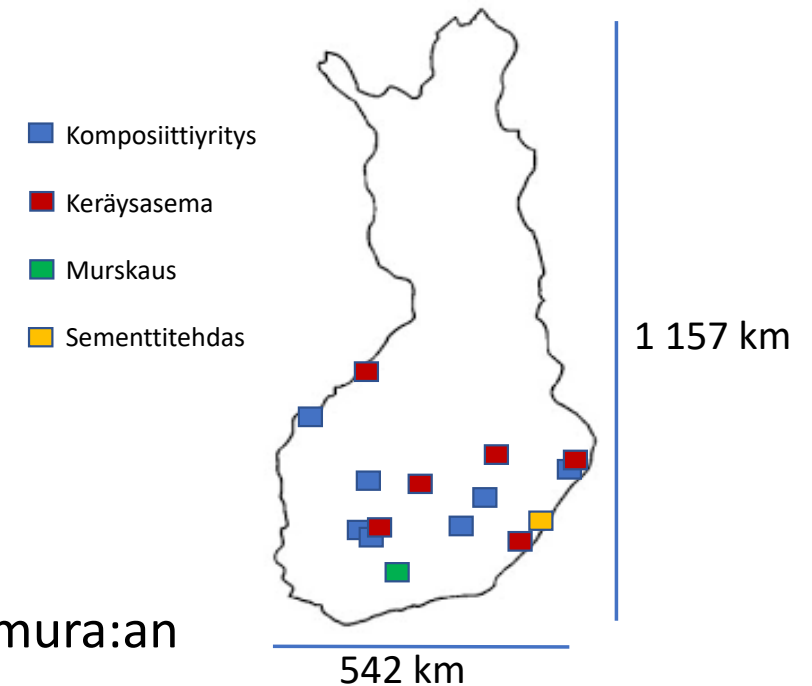 Komposiittiyritys
Keräysasema
Murskaus
Sementtitehdas
1 157 km
mura:an
542 km